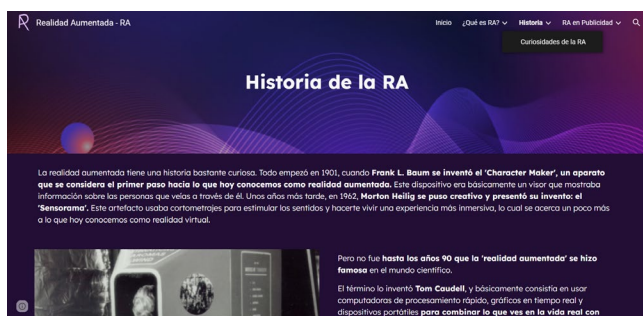 Realidad Aumentada - RA
Inicio ¿Qué es RA? Historia RA en Publicidad
Curiosidades de la RA
Historia de la RA
La realidad aumentada tiene una historia bastante curiosa. Todo empezó en 1901, cuando Frank L. Baum se inventó el 'Character Maker', un aparato
que se considera el primer paso hacia lo que hoy conocemos como realidad aumentada. Este dispositivo era básicamente un visor que mostraba
información sobre las personas que veías a través de él. Unos años más tarde, en 1962, Morton Heilig se puso creativo y presentó su invento: el
'Sensorama'. Este artefacto usaba cortometrajes para estimular los sentidos y hacerte vivir una experiencia más inmersiva, lo cual se acerca un poco más
a lo que hoy conocemos como realidad virtual.
Pero no fue hasta los años 90 que la 'realidad aumentada' se hizo
famosa en el mundo científico.
El término lo inventó Tom Caudell, y básicamente consistía en usar
computadoras de procesamiento rápido, gráficos en tiempo real y
dispositivos portátiles para combinar lo que ves en la vida real con